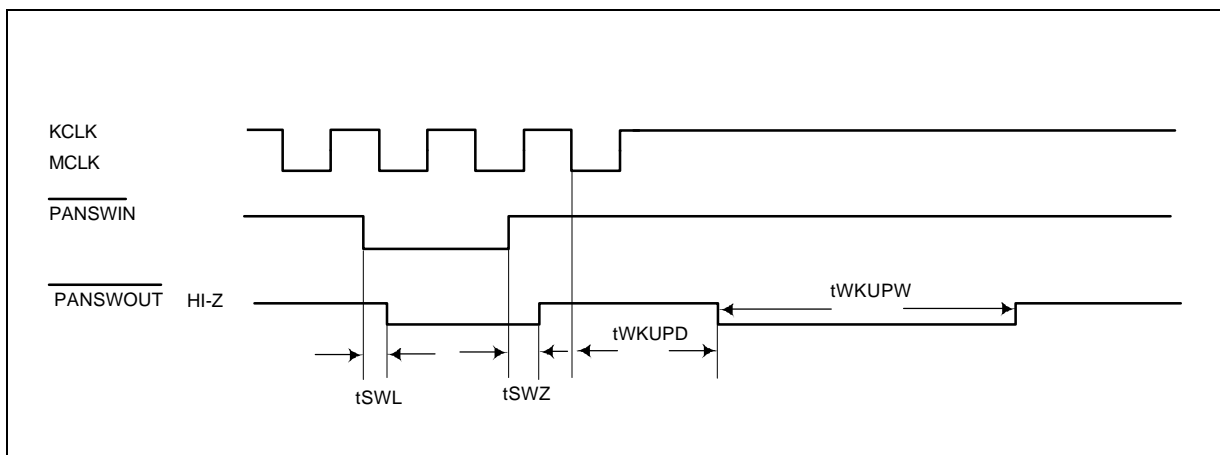 KCLK
MCLK
PANSWIN
PANSWOUT HI-Z
tWKUPW
tWKUPD
tSWL
tSWZ